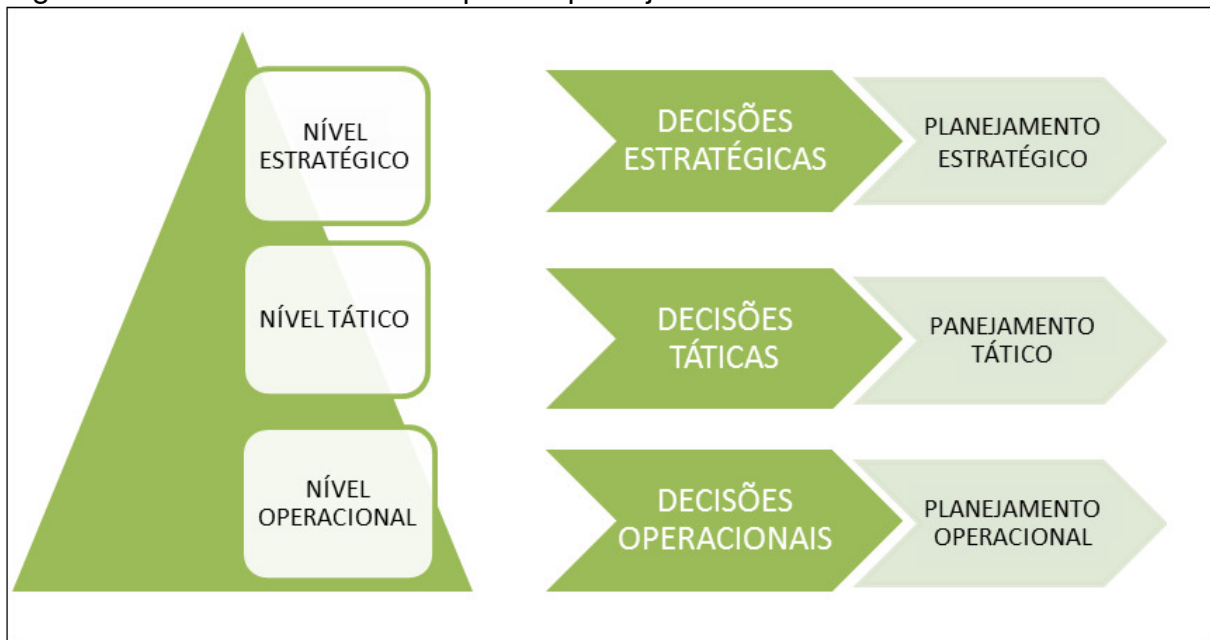 NÍVEL
ESTRATÉGICO
DECISÕES
ESTRATÉGICAS
PLANEJAMENTO
ESTRATÉGICO
NÍVEL TÁTICO
DECISÕES
TÁTICAS
PANEJAMENTO
TÁTICO
NÍVEL
OPERACIONAL
DECISÕES
OPERACIONAIS
PLANEJAMENTO
OPERACIONAL